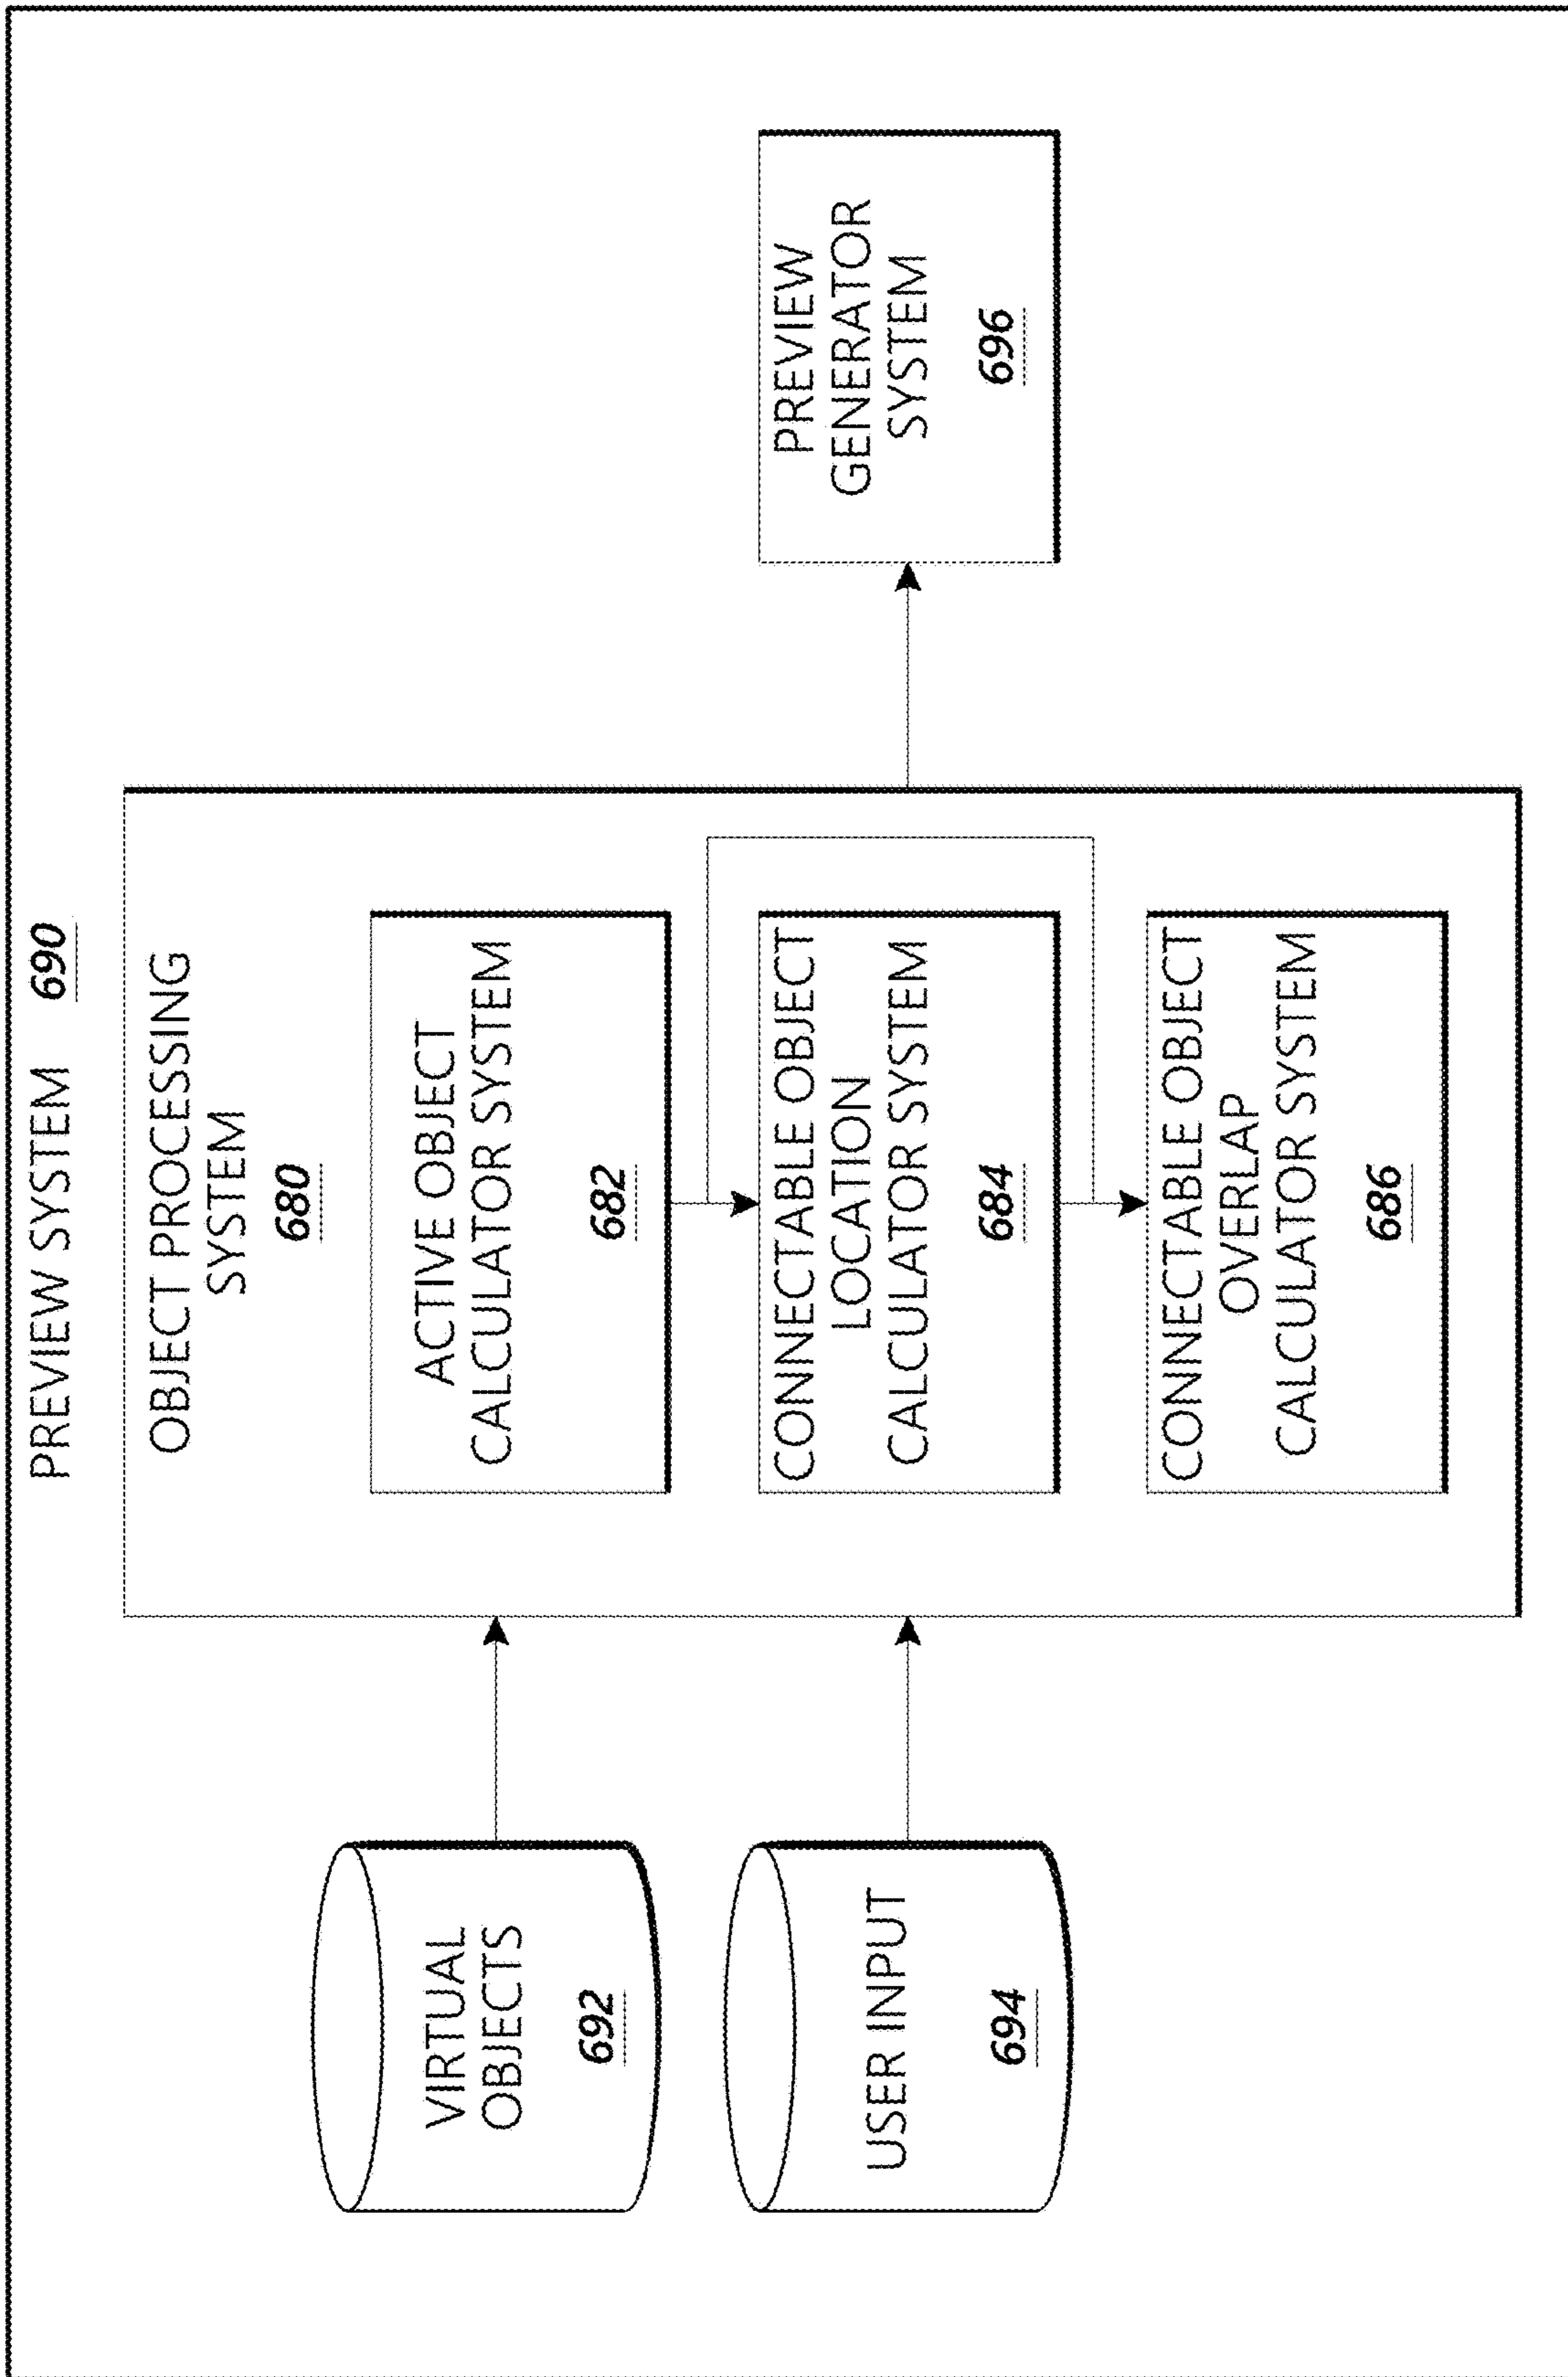 PREVIEW SYSTEM 690
VIRTUAL
OBJECTS
692
USER INPUT
694
OBJECT PROCESSING
SYSTEM
680
ACTIVE OBJECT
CALCULATOR SYSTEM
682
CONNECTABLE OBJECT
LOCATION
CALCULATOR SYSTEM
684
CONNECTABLE OBJECT
OVERLAP
CALCULATOR SYSTEM
686
PREVIEW
GENERATOR
SYSTEM
696